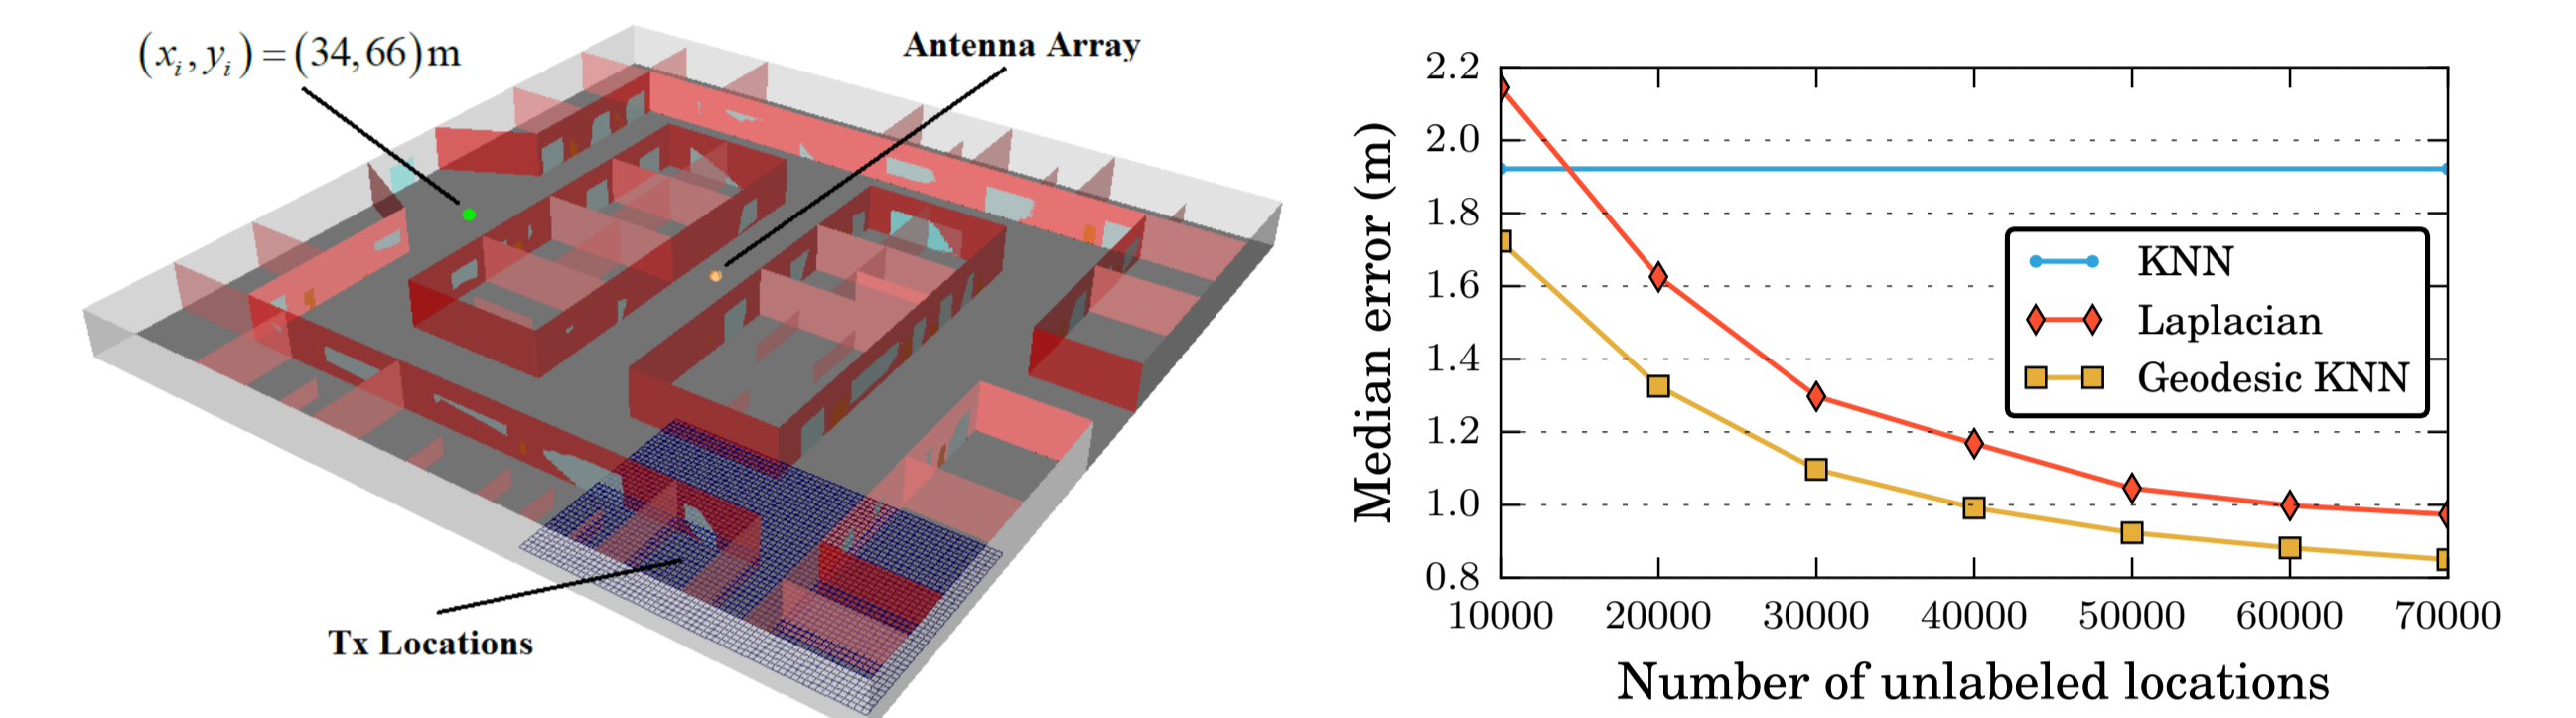 (xᵢ, yᵢ) = (34,66)m
Antenna Array
Tx Locations
Median error (m)
2.2
2.0
1.8
1.6
1.4
1.2
1.0
0.8
KNN
Laplacian
Geodesic KNN
10000 20000 30000 40000 50000 60000 70000
Number of unlabeled locations